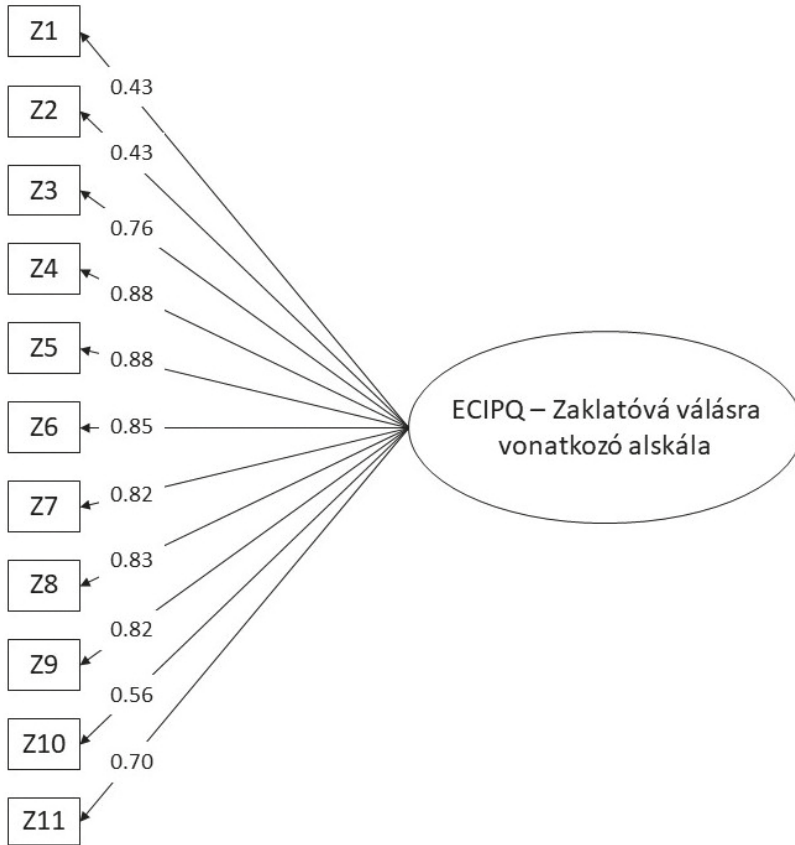 Z1
0.43
Z2
0.43
Z3
0.76
Z4
0.88
Z5
0.88
Z6
0.85
Z7
0.82
Z8
0.83
Z9
0.82
Z10
0.56
Z11
0.70
ECIPQ – Zaklatóvá válásra
vonatkozó alskála